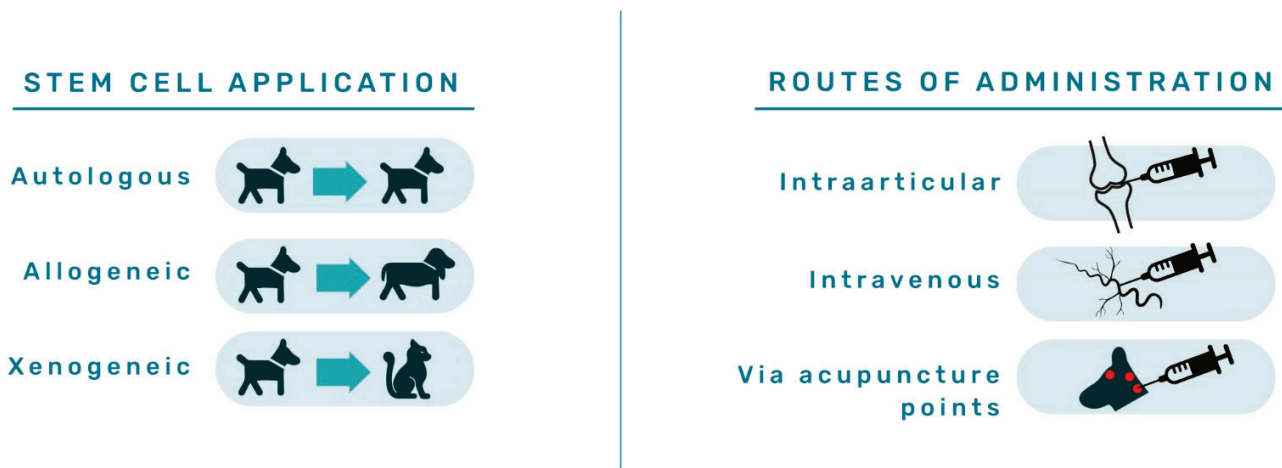 STEM CELL APPLICATION
Autologous
Allogeneic
Xenogeneic
ROUTES OF ADMINISTRATION
Intraarticular
Intravenous
Via acupuncture
points